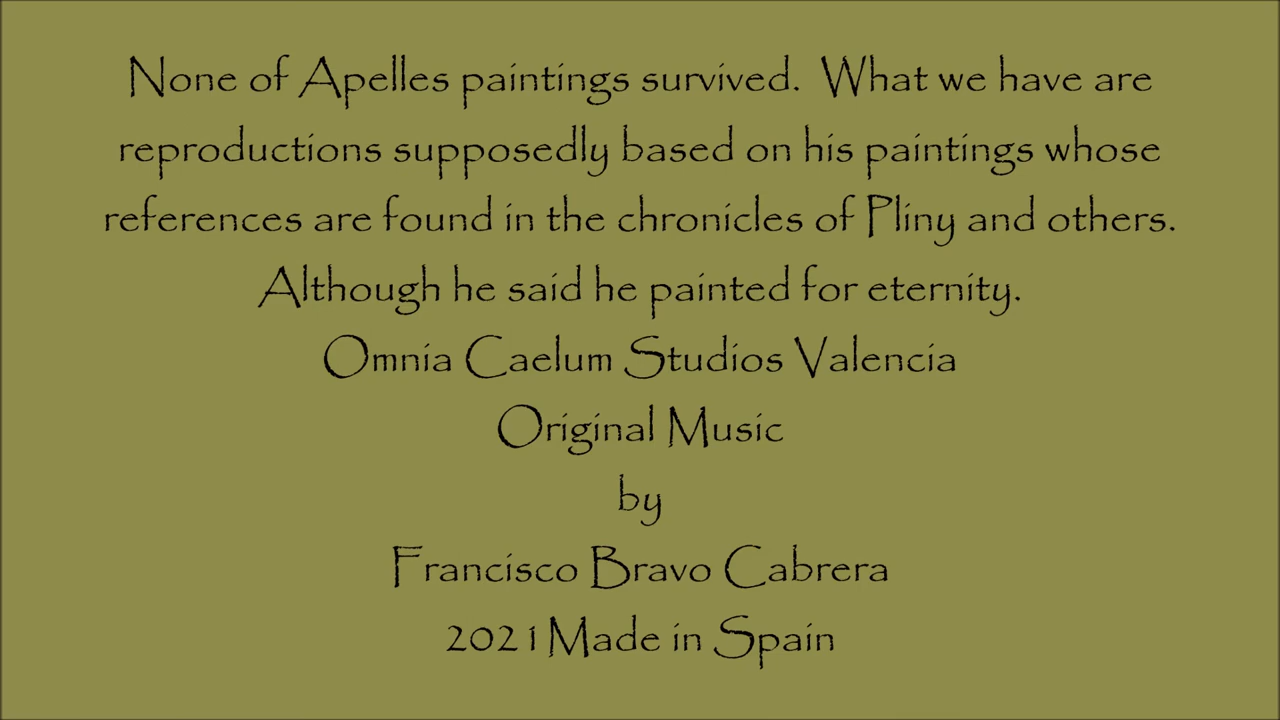 None of Apelles paintings survived. What we have are
reproductions supposedly based on his paintings whose
references are found in the chronicles of Pliny and others.
Although he said he painted for eternity.
Omnia Caelum Studios Valencia
Original Music
by
Francisco Bravo Cabrera
2021 Made in Spain